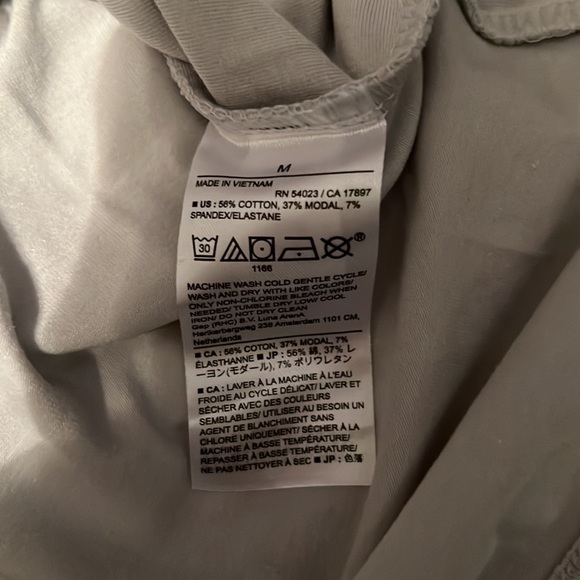 M
MADE IN VIETNAM
RN 54023 / CA 17897
■ US : 56% COTTON, 37% MODAL, 7%
SPANDEX/ELASTANE
30
®
1166
MACHINE WASH COLD GENTLE CYCLE/
WASH AND DRY WITH LIKE COLORS/
ONLY NON-CHLORINE BLEACH WHEN
NEEDED/ TUMBLE DRY LOW/ COOL
IRON/ DO NOT DRY CLEAN
Gap (RHC) B.V. Luna ArenA
Herikerbergweg 238 Amsterdam 1101 CM,
Netherlands
■ CA : 56% COTTON, 37% MODAL, 7%
ÉLASTHANNE ■ JP : 56% 綿, 37% レ
ーヨン(モダール), 7% ポリウレタン
■ CA : LAVER À LA MACHINE À L'EAU
FROIDE AU CYCLE DÉLICAT/ LAVER ET
SÉCHER AVEC DES COULEURS
SEMBLABLES/ UTILISER AU BESOIN UN
AGENT DE BLANCHIMENT SANS
CHLORE UNIQUEMENT/ SÉCHER À LA
MACHINE À BASSE TEMPÉRATURE/
REPASSER À BASSE TEMPÉRATURE/
NE PAS NETTOYER À SEC ■ JP : 色落